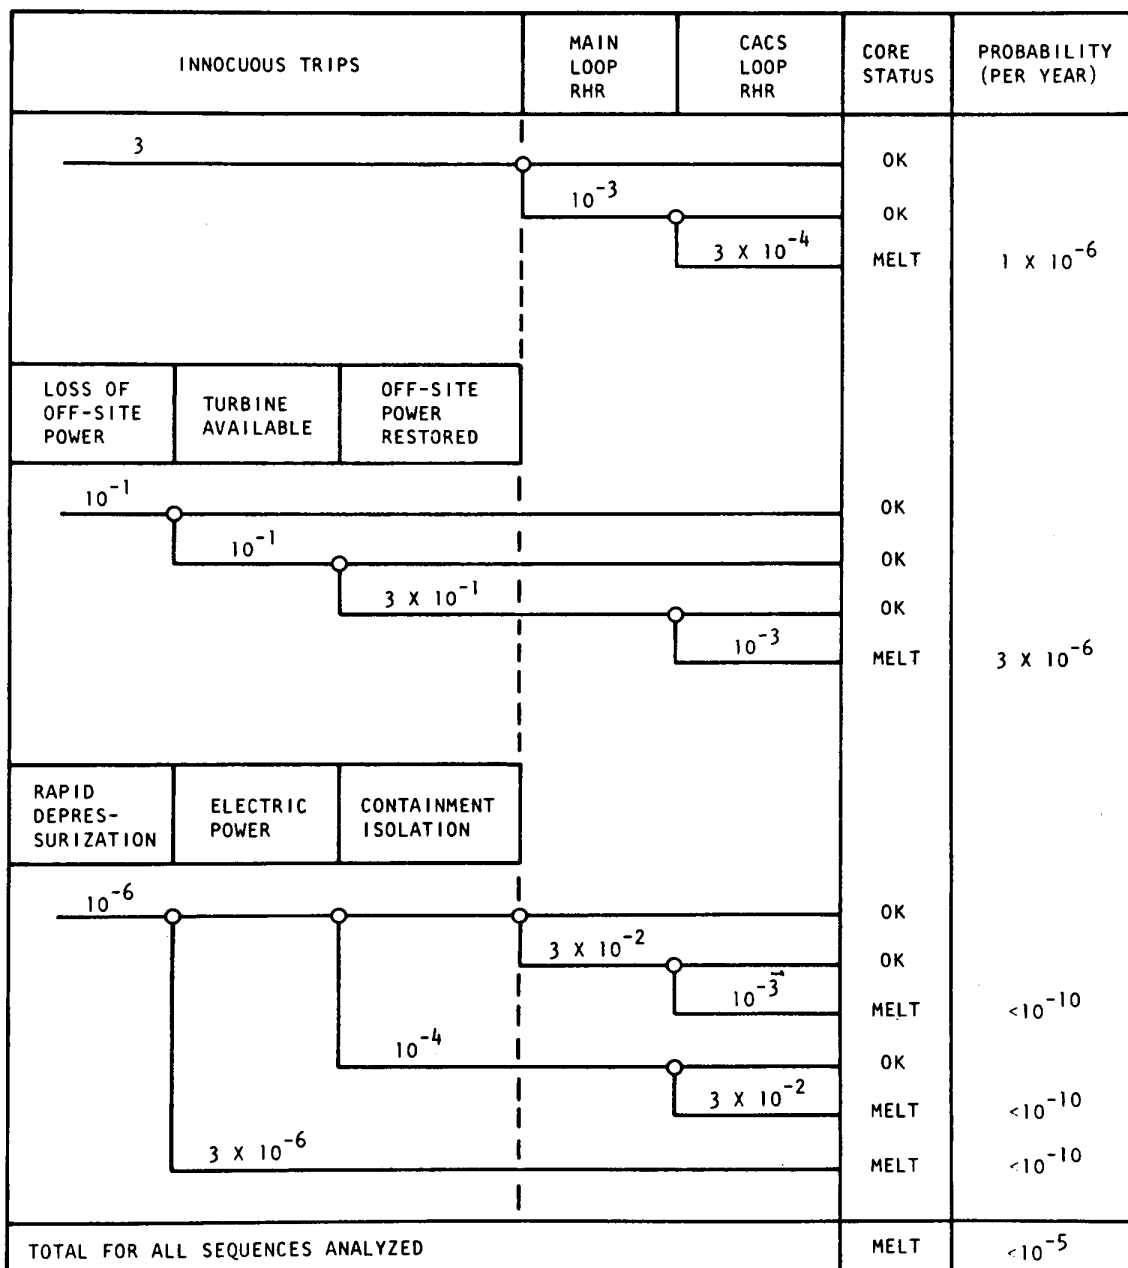 INNOCUOUS TRIPS
MAIN
LOOP
RHR
CACS
LOOP
RHR
CORE
STATUS
PROBABILITY
(PER YEAR)
3
OK
10⁻³
OK
3 X 10⁻⁴
MELT
1 X 10⁻⁶
LOSS OF
OFF-SITE
POWER
TURBINE
AVAILABLE
OFF-SITE
POWER
RESTORED
10⁻¹
OK
10⁻¹
OK
3 X 10⁻¹
OK
10⁻³
MELT
3 X 10⁻⁶
RAPID
DEPRES-
SURIZATION
ELECTRIC
POWER
CONTAINMENT
ISOLATION
10⁻⁶
OK
3 X 10⁻²
OK
10⁻³
MELT
<10⁻¹⁰
10⁻⁴
OK
3 X 10⁻²
MELT
<10⁻¹⁰
3 X 10⁻⁶
MELT
<10⁻¹⁰
TOTAL FOR ALL SEQUENCES ANALYZED
MELT
<10⁻⁵